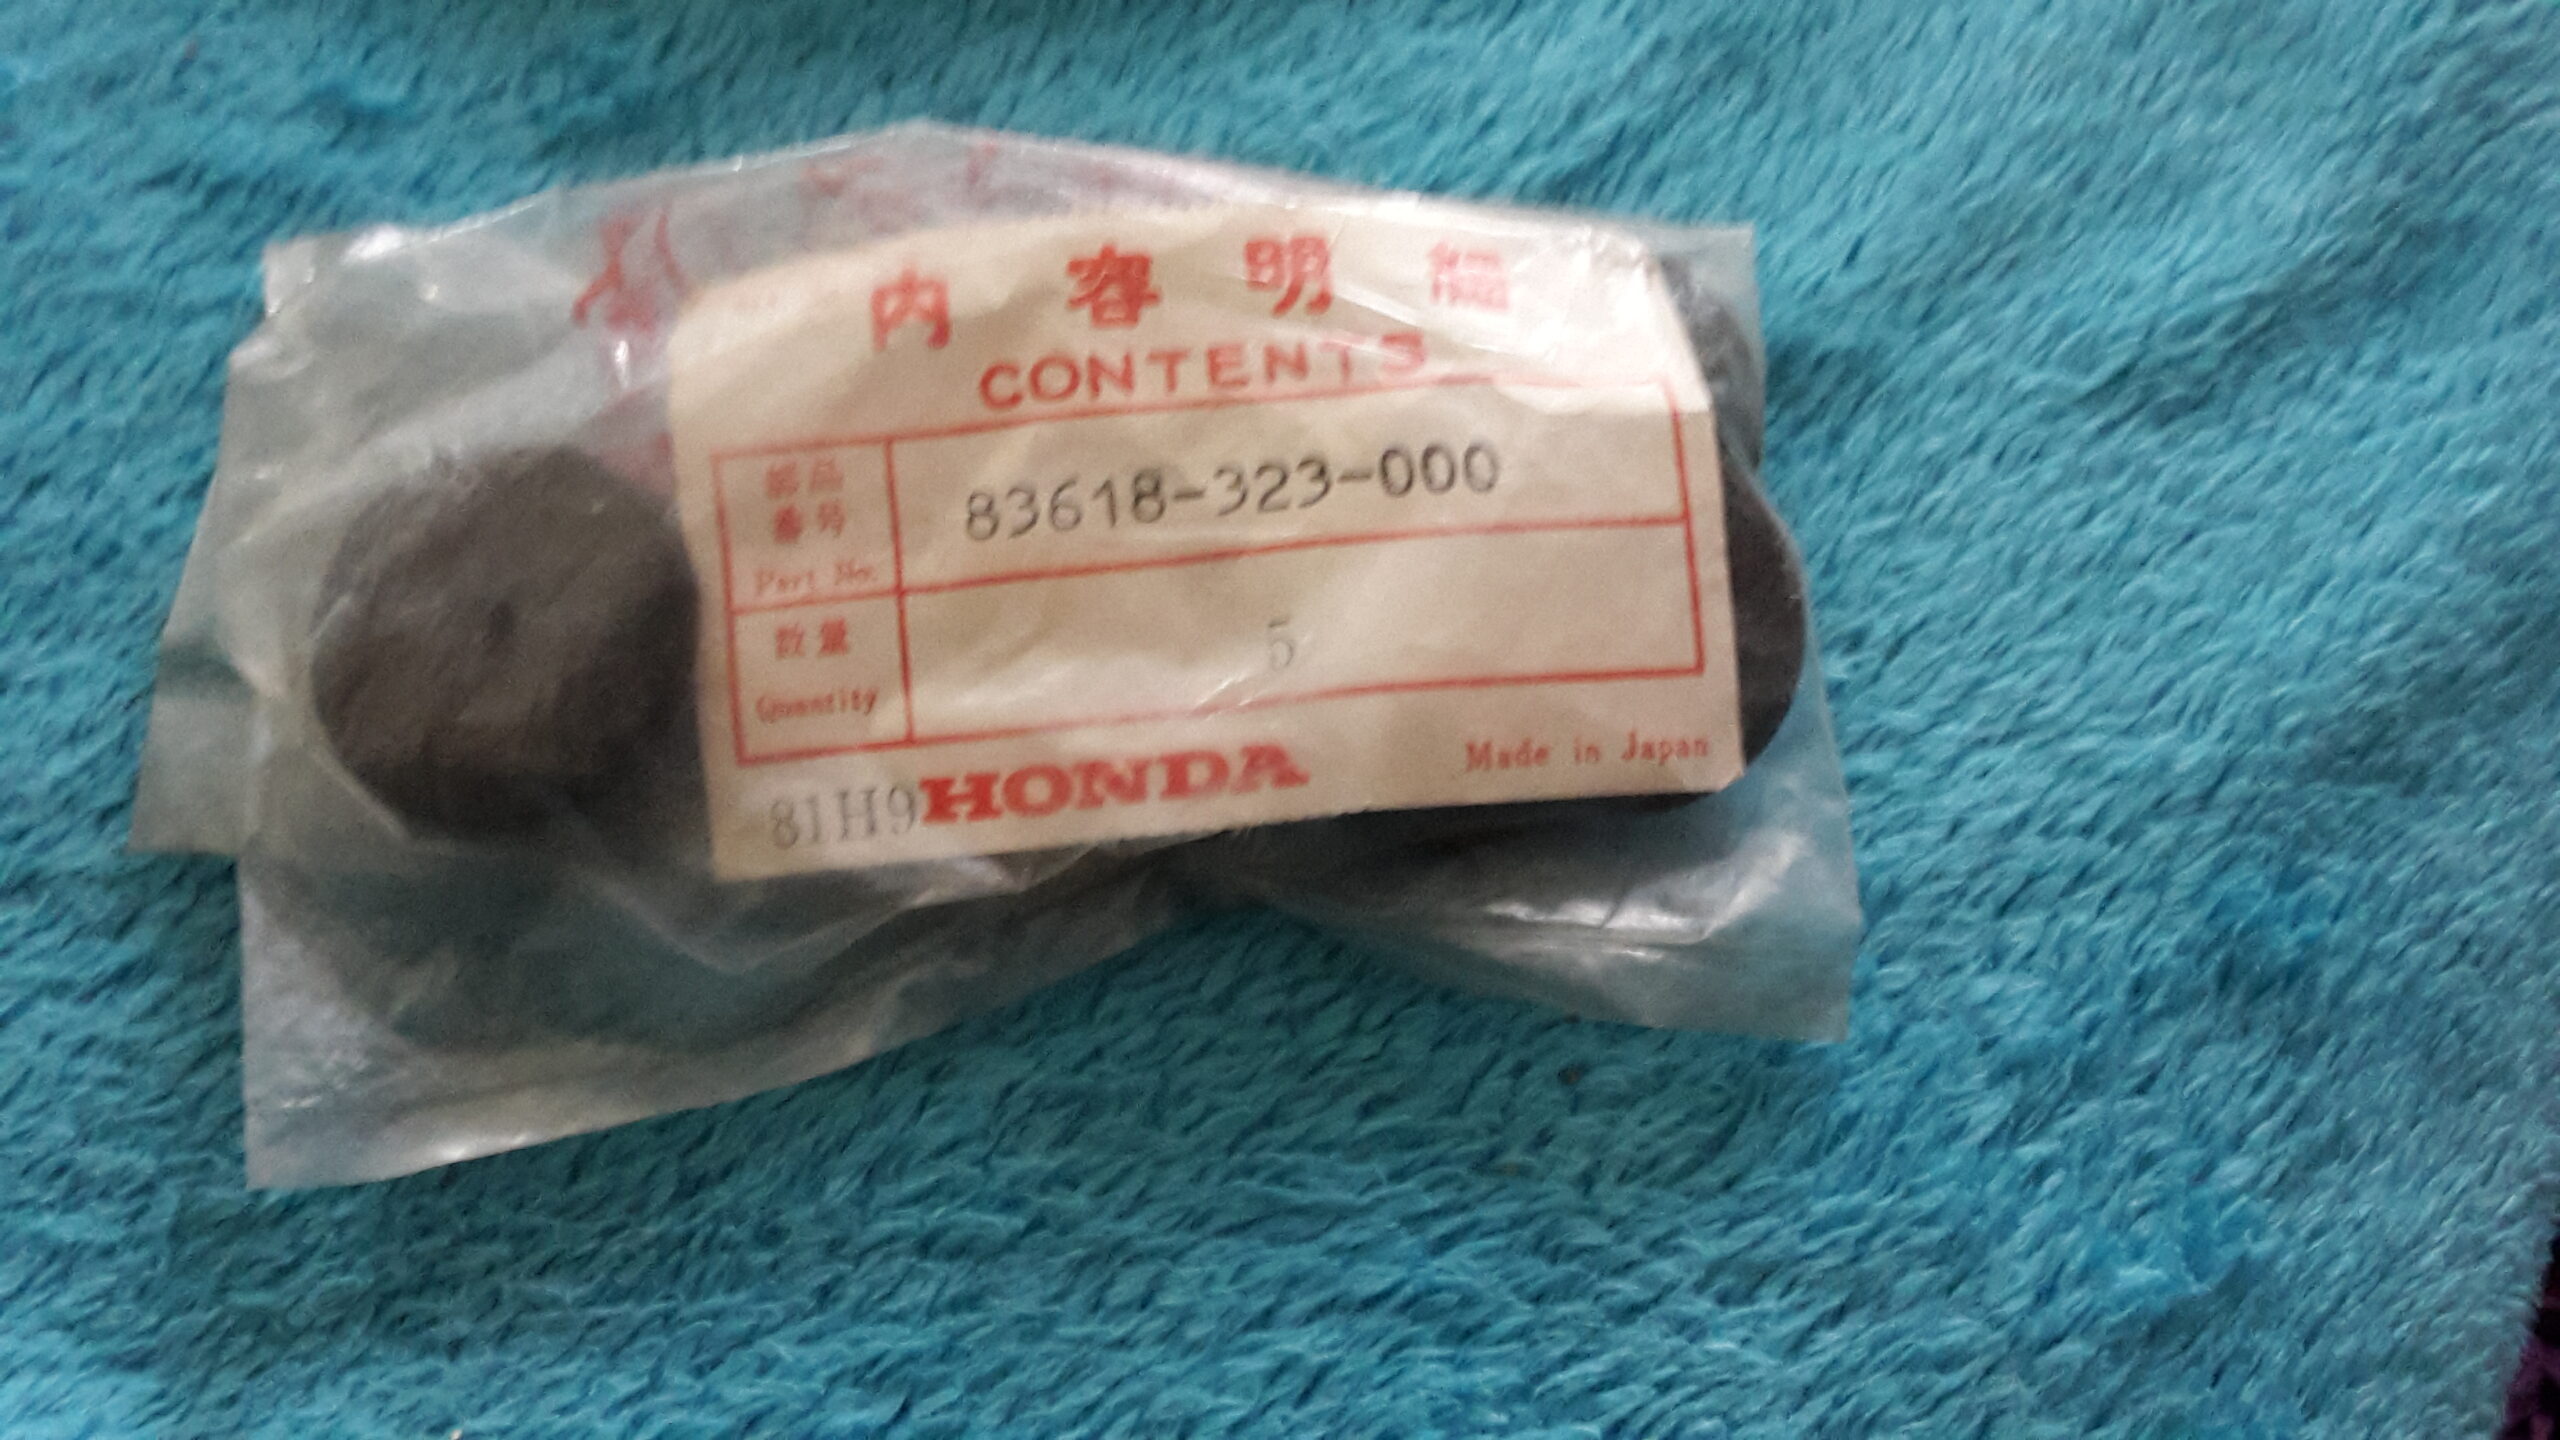 内容明細
CONTENTS
部品
番号
Part No.
83618-323-000
数量
Quantity
5
81H9 HONDA
Made in Japan